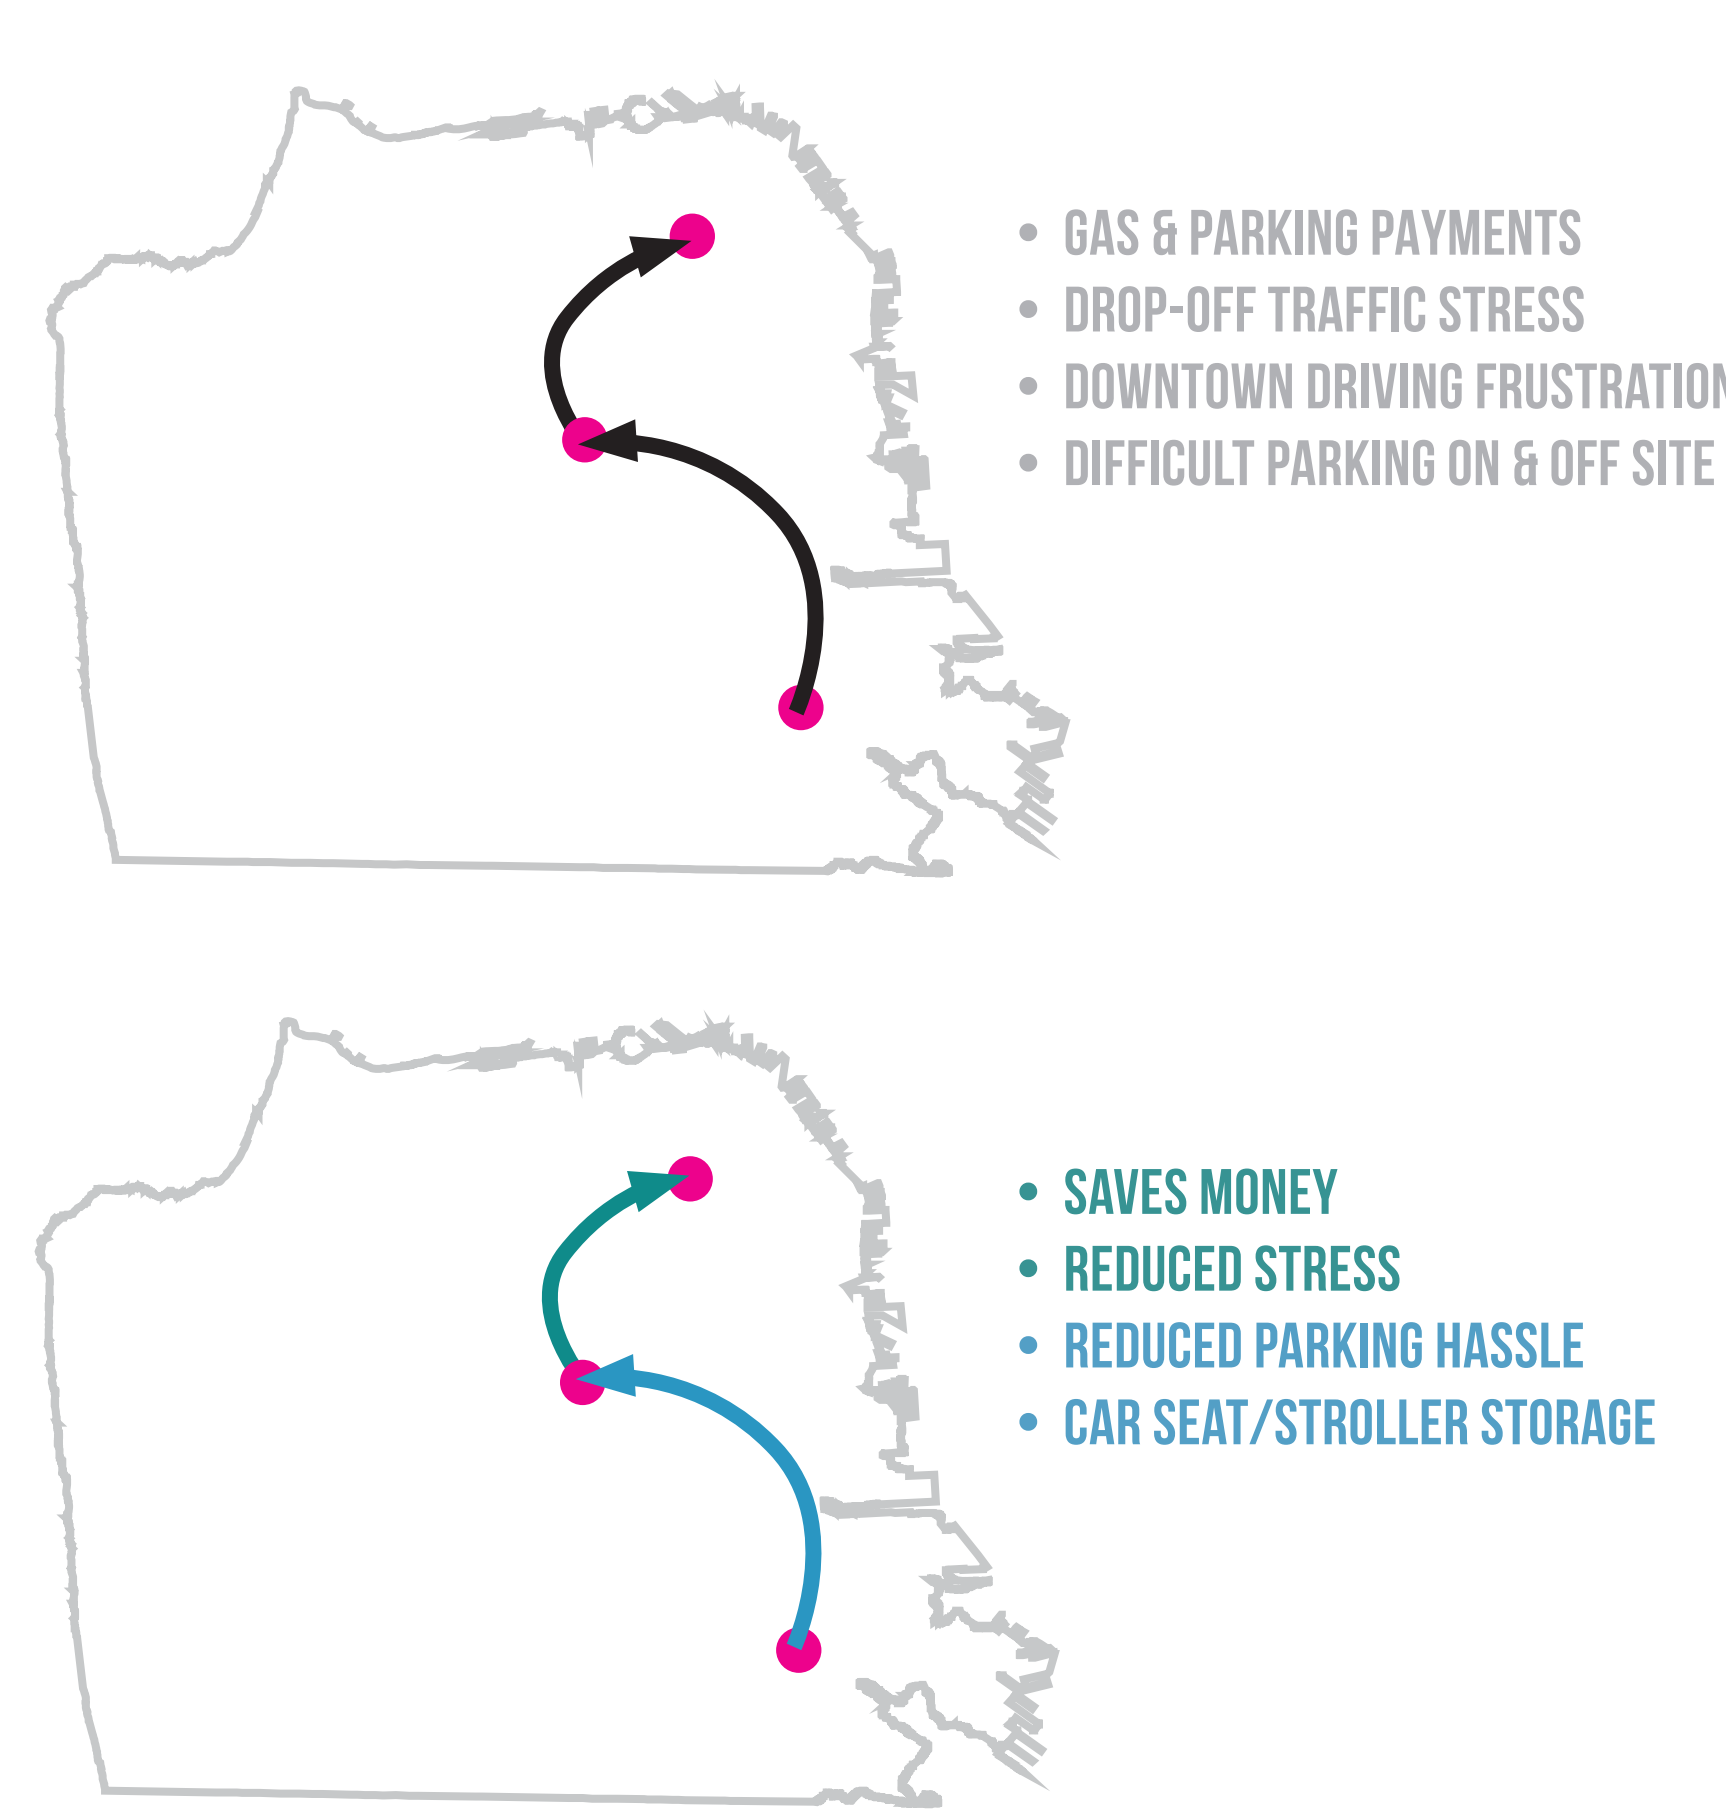 • GAS & PARKING PAYMENTS
• DROP-OFF TRAFFIC STRESS
• DOWNTOWN DRIVING FRUSTRATION
• DIFFICULT PARKING ON & OFF SITE
• SAVES MONEY
• REDUCED STRESS
• REDUCED PARKING HASSLE
• CAR SEAT/STROLLER STORAGE